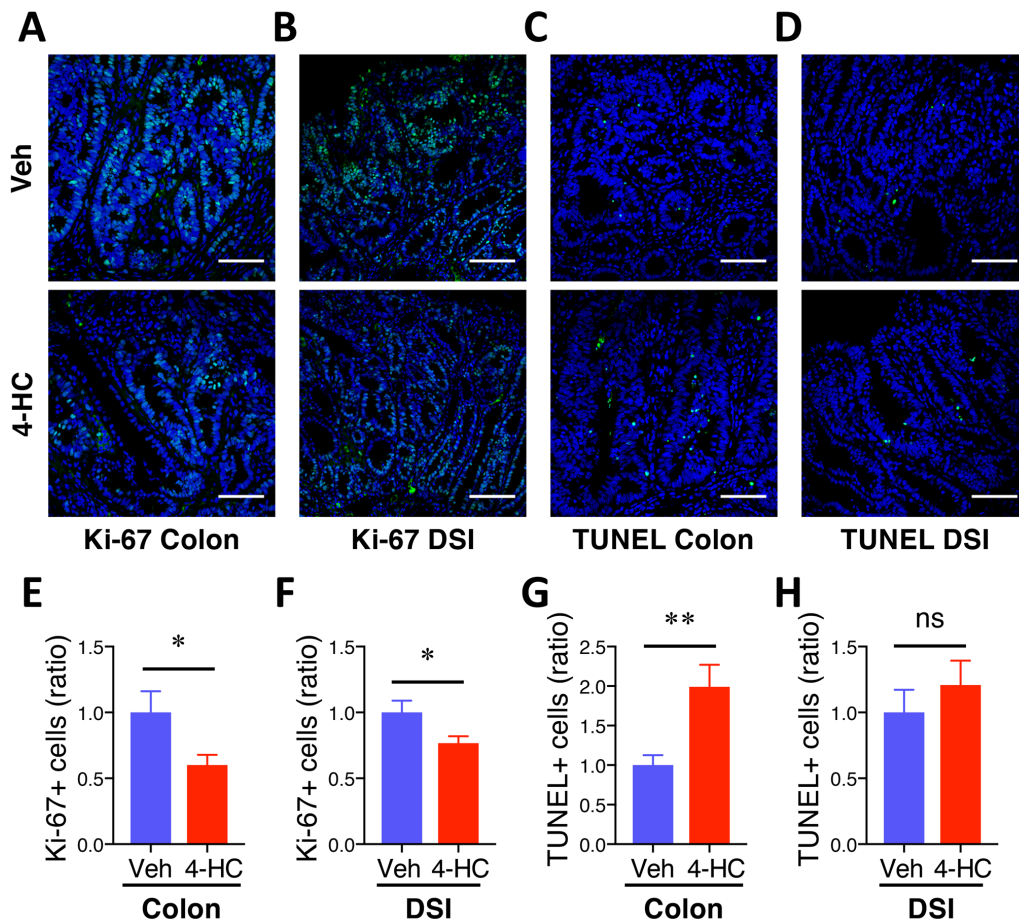 A B C D
Veh
4-HC
Ki-67 Colon Ki-67 DSI TUNEL Colon TUNEL DSI
E F G H
Ki-67+ cells (ratio)
1.5
1.0
0.5
0.0
*
Veh 4-HC
Colon
Ki-67+ cells (ratio)
1.5
1.0
0.5
0.0
*
Veh 4-HC
DSI
TUNEL+ cells (ratio)
2.5
2.0
1.5
1.0
0.5
0.0
**
Veh 4-HC
Colon
TUNEL+ cells (ratio)
1.5
1.0
0.5
0.0
ns
Veh 4-HC
DSI